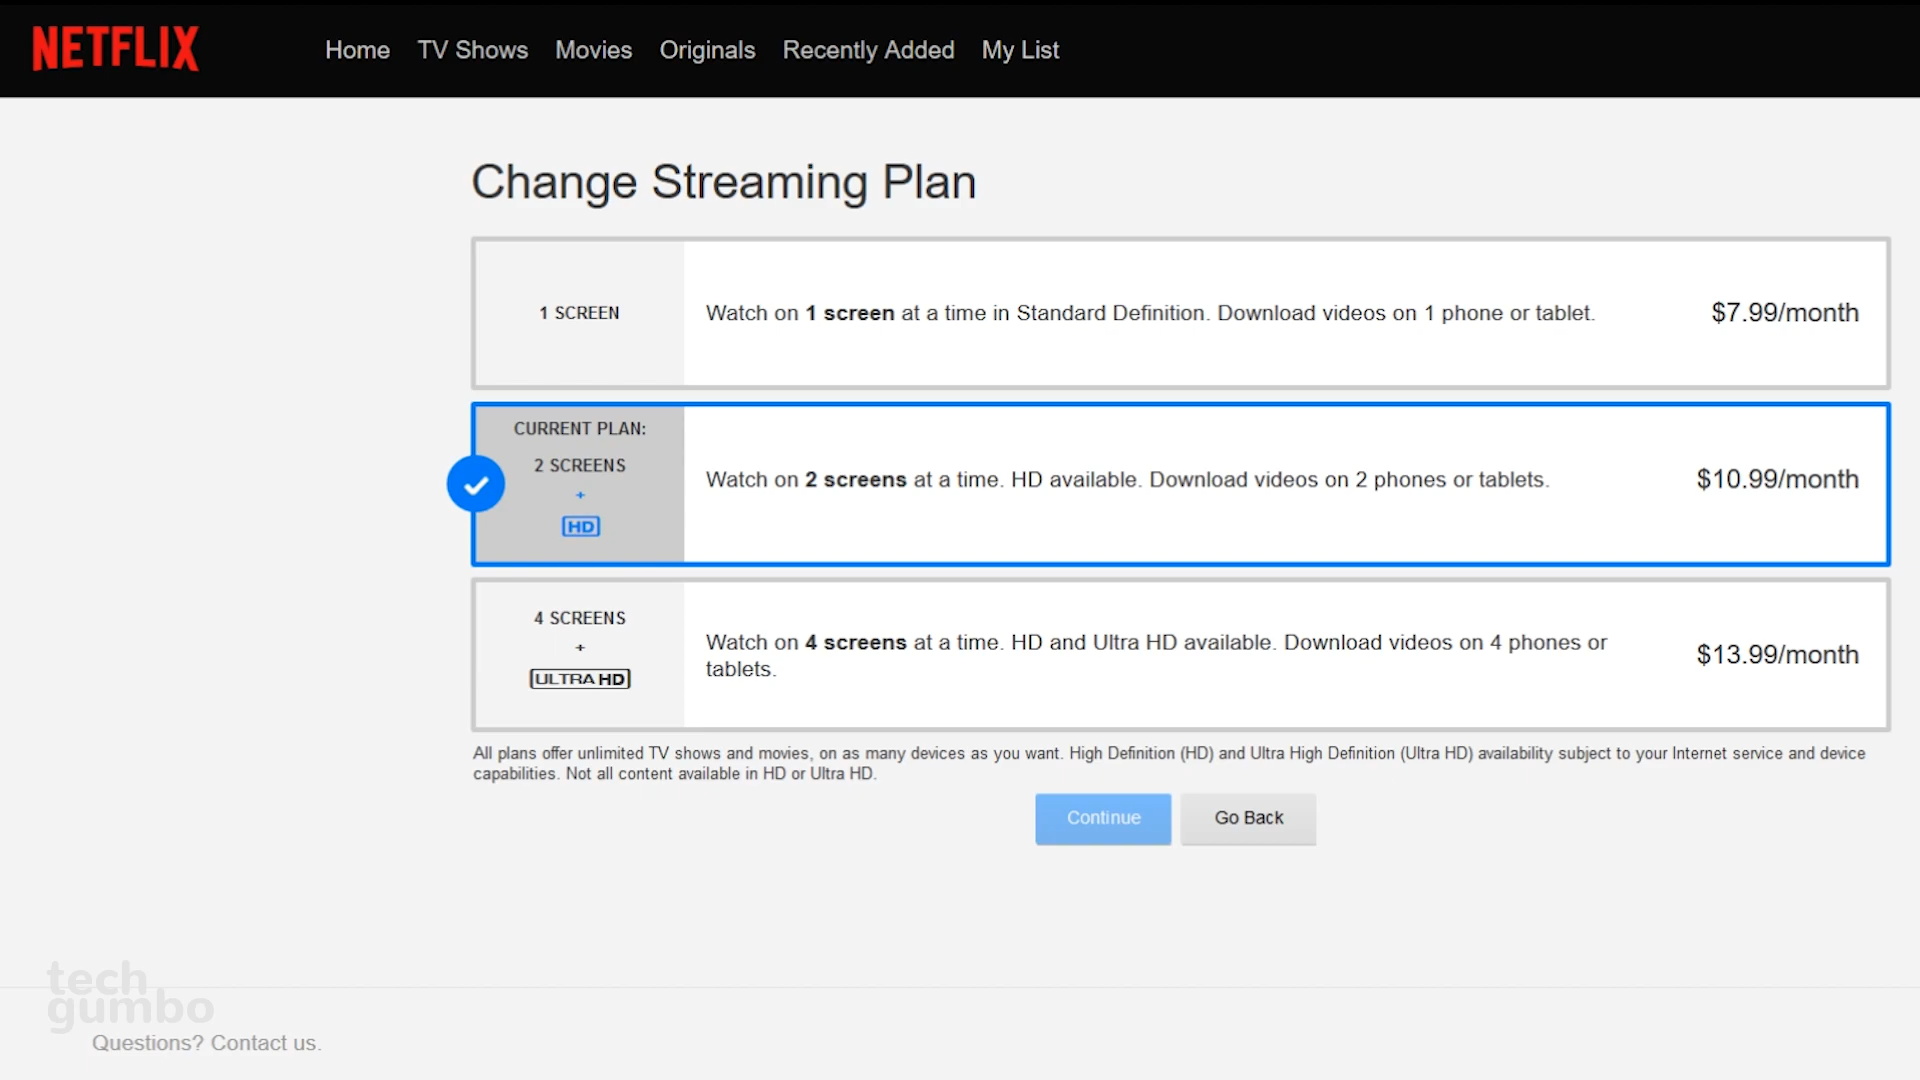 NETFLIX
Home TV Shows Movies Originals Recently Added My List
Change Streaming Plan
1 SCREEN
Watch on 1 screen at a time in Standard Definition. Download videos on 1 phone or tablet.
$7.99/month
CURRENT PLAN:
2 SCREENS
+
HD
Watch on 2 screens at a time. HD available. Download videos on 2 phones or tablets.
$10.99/month
4 SCREENS
+
ULTRA HD
Watch on 4 screens at a time. HD and Ultra HD available. Download videos on 4 phones or
tablets.
$13.99/month
All plans offer unlimited TV shows and movies, on as many devices as you want. High Definition (HD) and Ultra High Definition (Ultra HD) availability subject to your Internet service and device
capabilities. Not all content available in HD or Ultra HD.
Continue Go Back
tech
gumbo
Questions? Contact us.